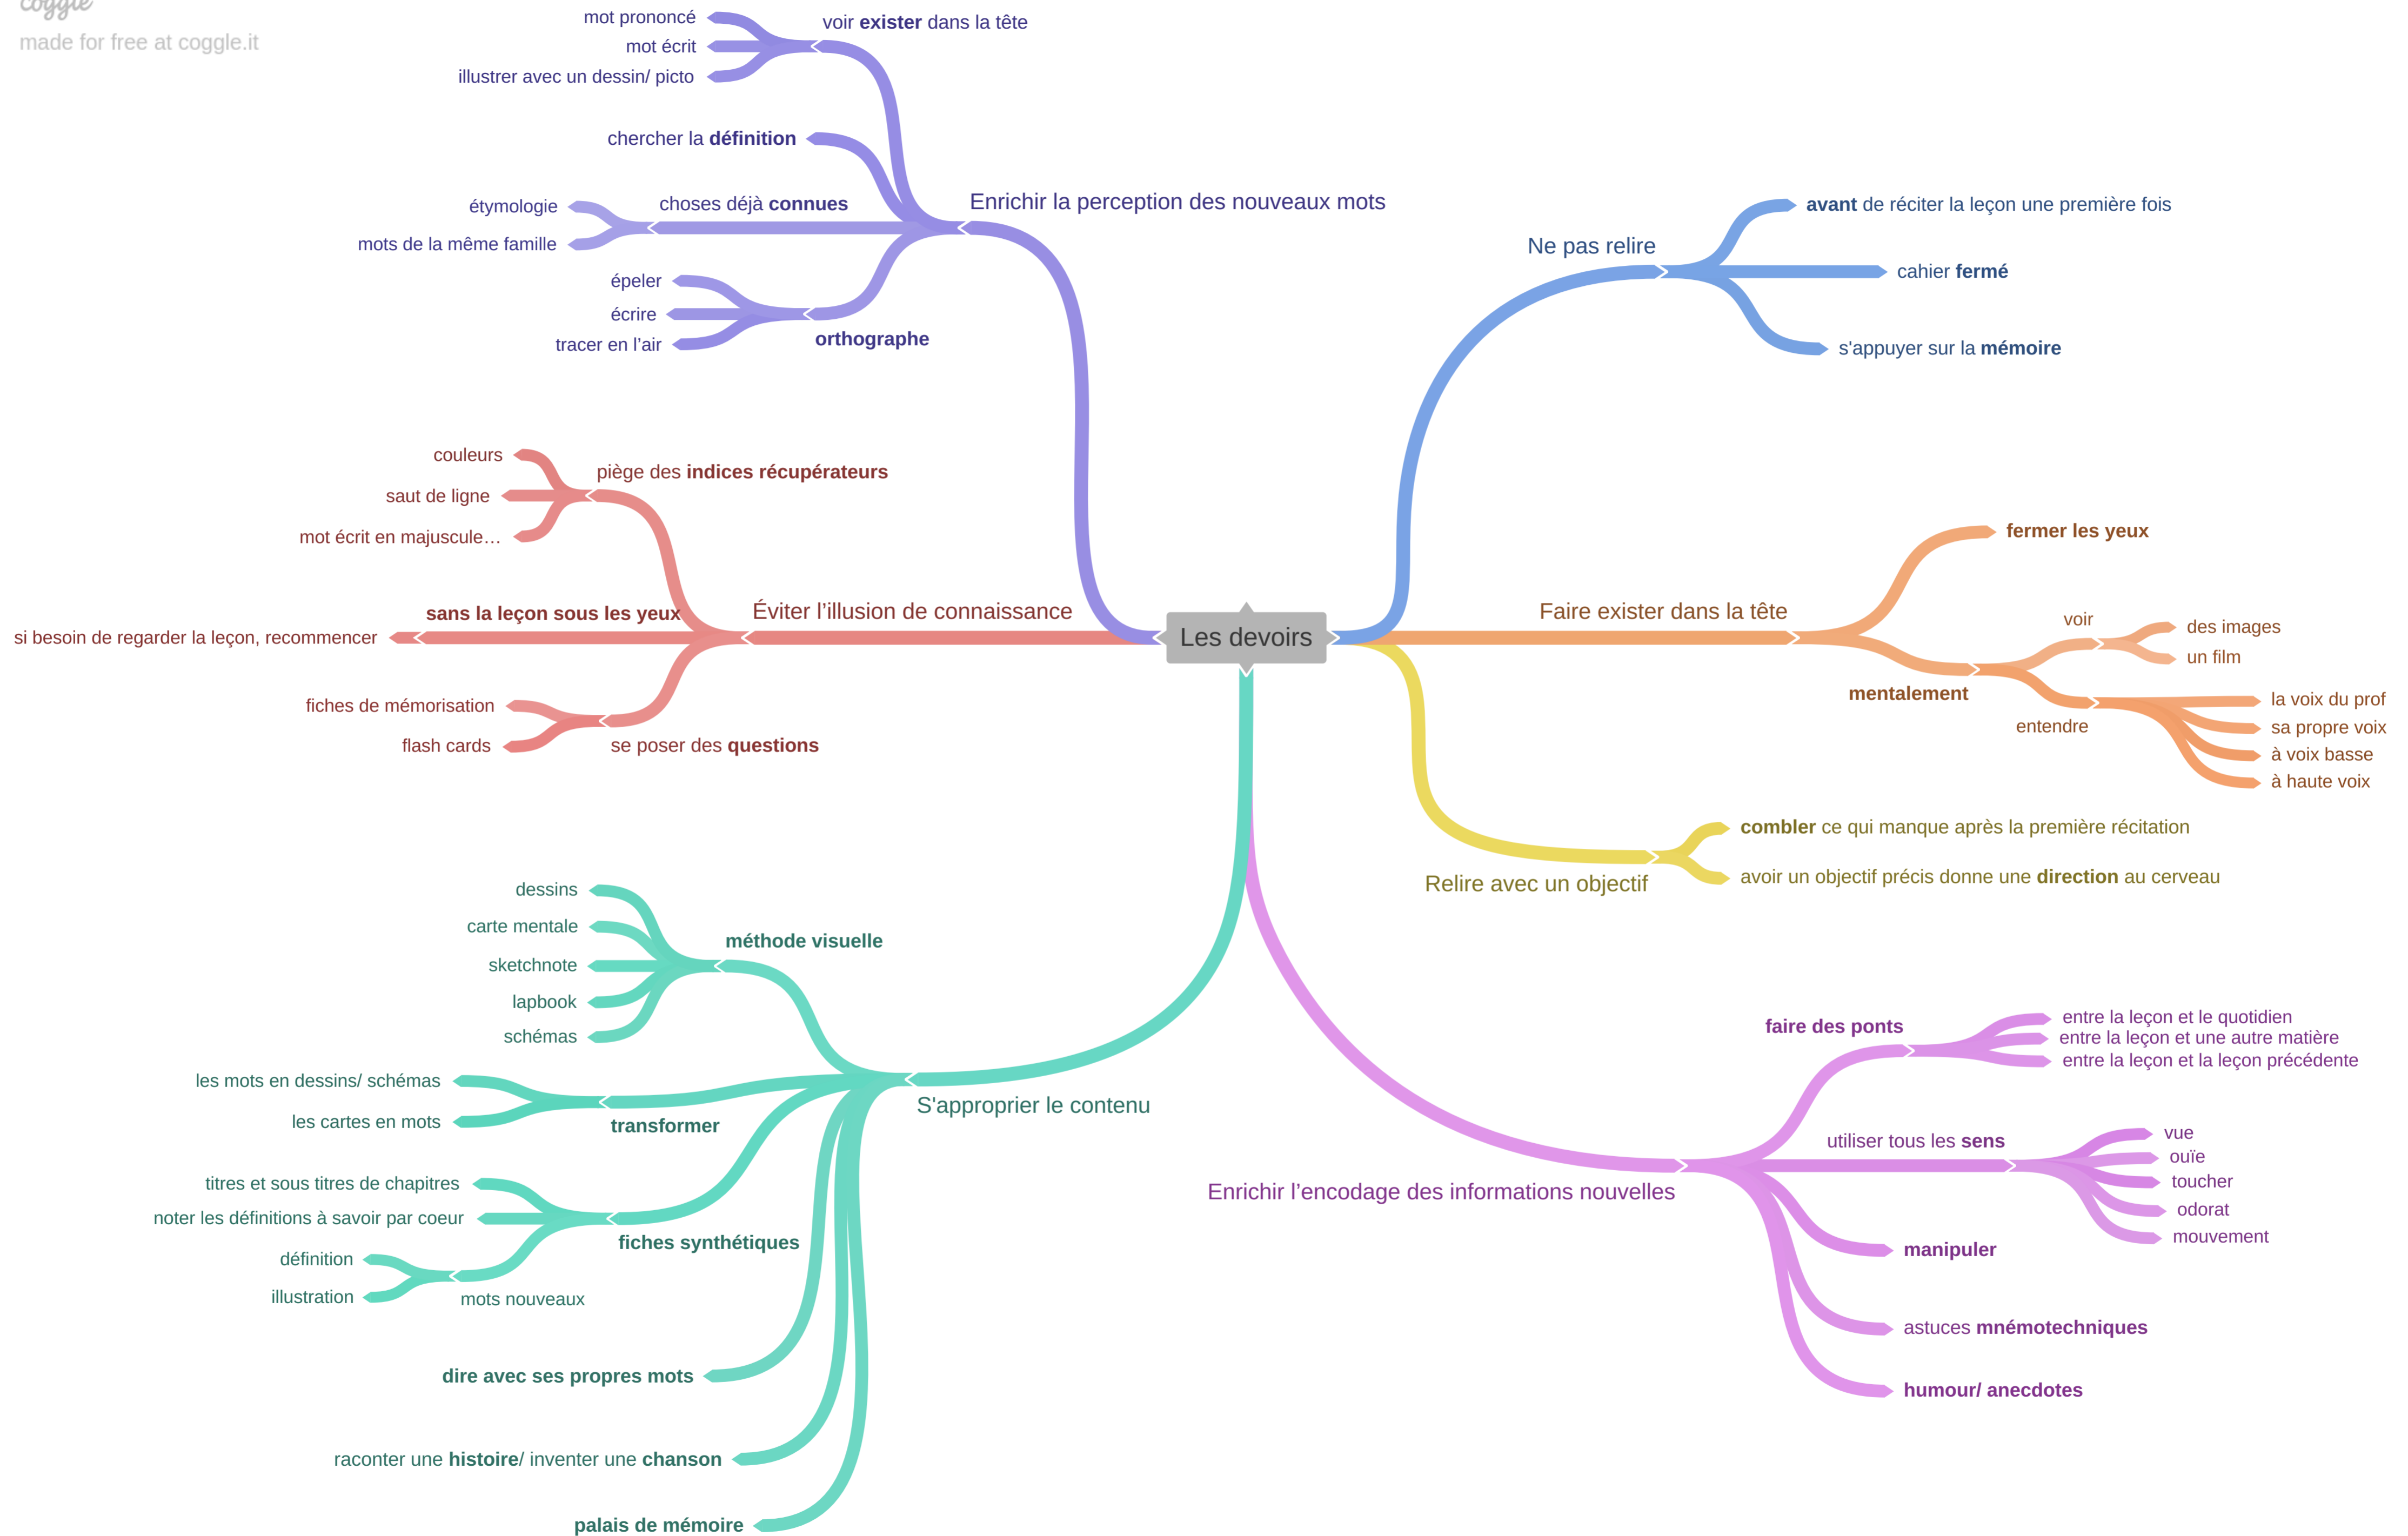 coggle
made for free at coggle.it
Les devoirs
Ne pas relire
avant de réciter la leçon une première fois
cahier fermé
s'appuyer sur la mémoire
Faire exister dans la tête
fermer les yeux
mentalement
voir
des images
un film
entendre
la voix du prof
sa propre voix
à voix basse
à haute voix
Relire avec un objectif
combler ce qui manque après la première récitation
avoir un objectif précis donne une direction au cerveau
Enrichir l’encodage des informations nouvelles
faire des ponts
entre la leçon et le quotidien
entre la leçon et une autre matière
entre la leçon et la leçon précédente
utiliser tous les sens
vue
ouïe
toucher
odorat
mouvement
manipuler
astuces mnémotechniques
humour/ anecdotes
Enrichir la perception des nouveaux mots
voir exister dans la tête
mot prononcé
mot écrit
illustrer avec un dessin/ picto
chercher la définition
choses déjà connues
étymologie
mots de la même famille
orthographe
épeler
écrire
tracer en l’air
Éviter l’illusion de connaissance
piège des indices récupérateurs
couleurs
saut de ligne
mot écrit en majuscule…
sans la leçon sous les yeux
si besoin de regarder la leçon, recommencer
se poser des questions
fiches de mémorisation
flash cards
S'approprier le contenu
méthode visuelle
dessins
carte mentale
sketchnote
lapbook
schémas
transformer
les mots en dessins/ schémas
les cartes en mots
fiches synthétiques
titres et sous titres de chapitres
noter les définitions à savoir par coeur
mots nouveaux
définition
illustration
dire avec ses propres mots
raconter une histoire/ inventer une chanson
palais de mémoire